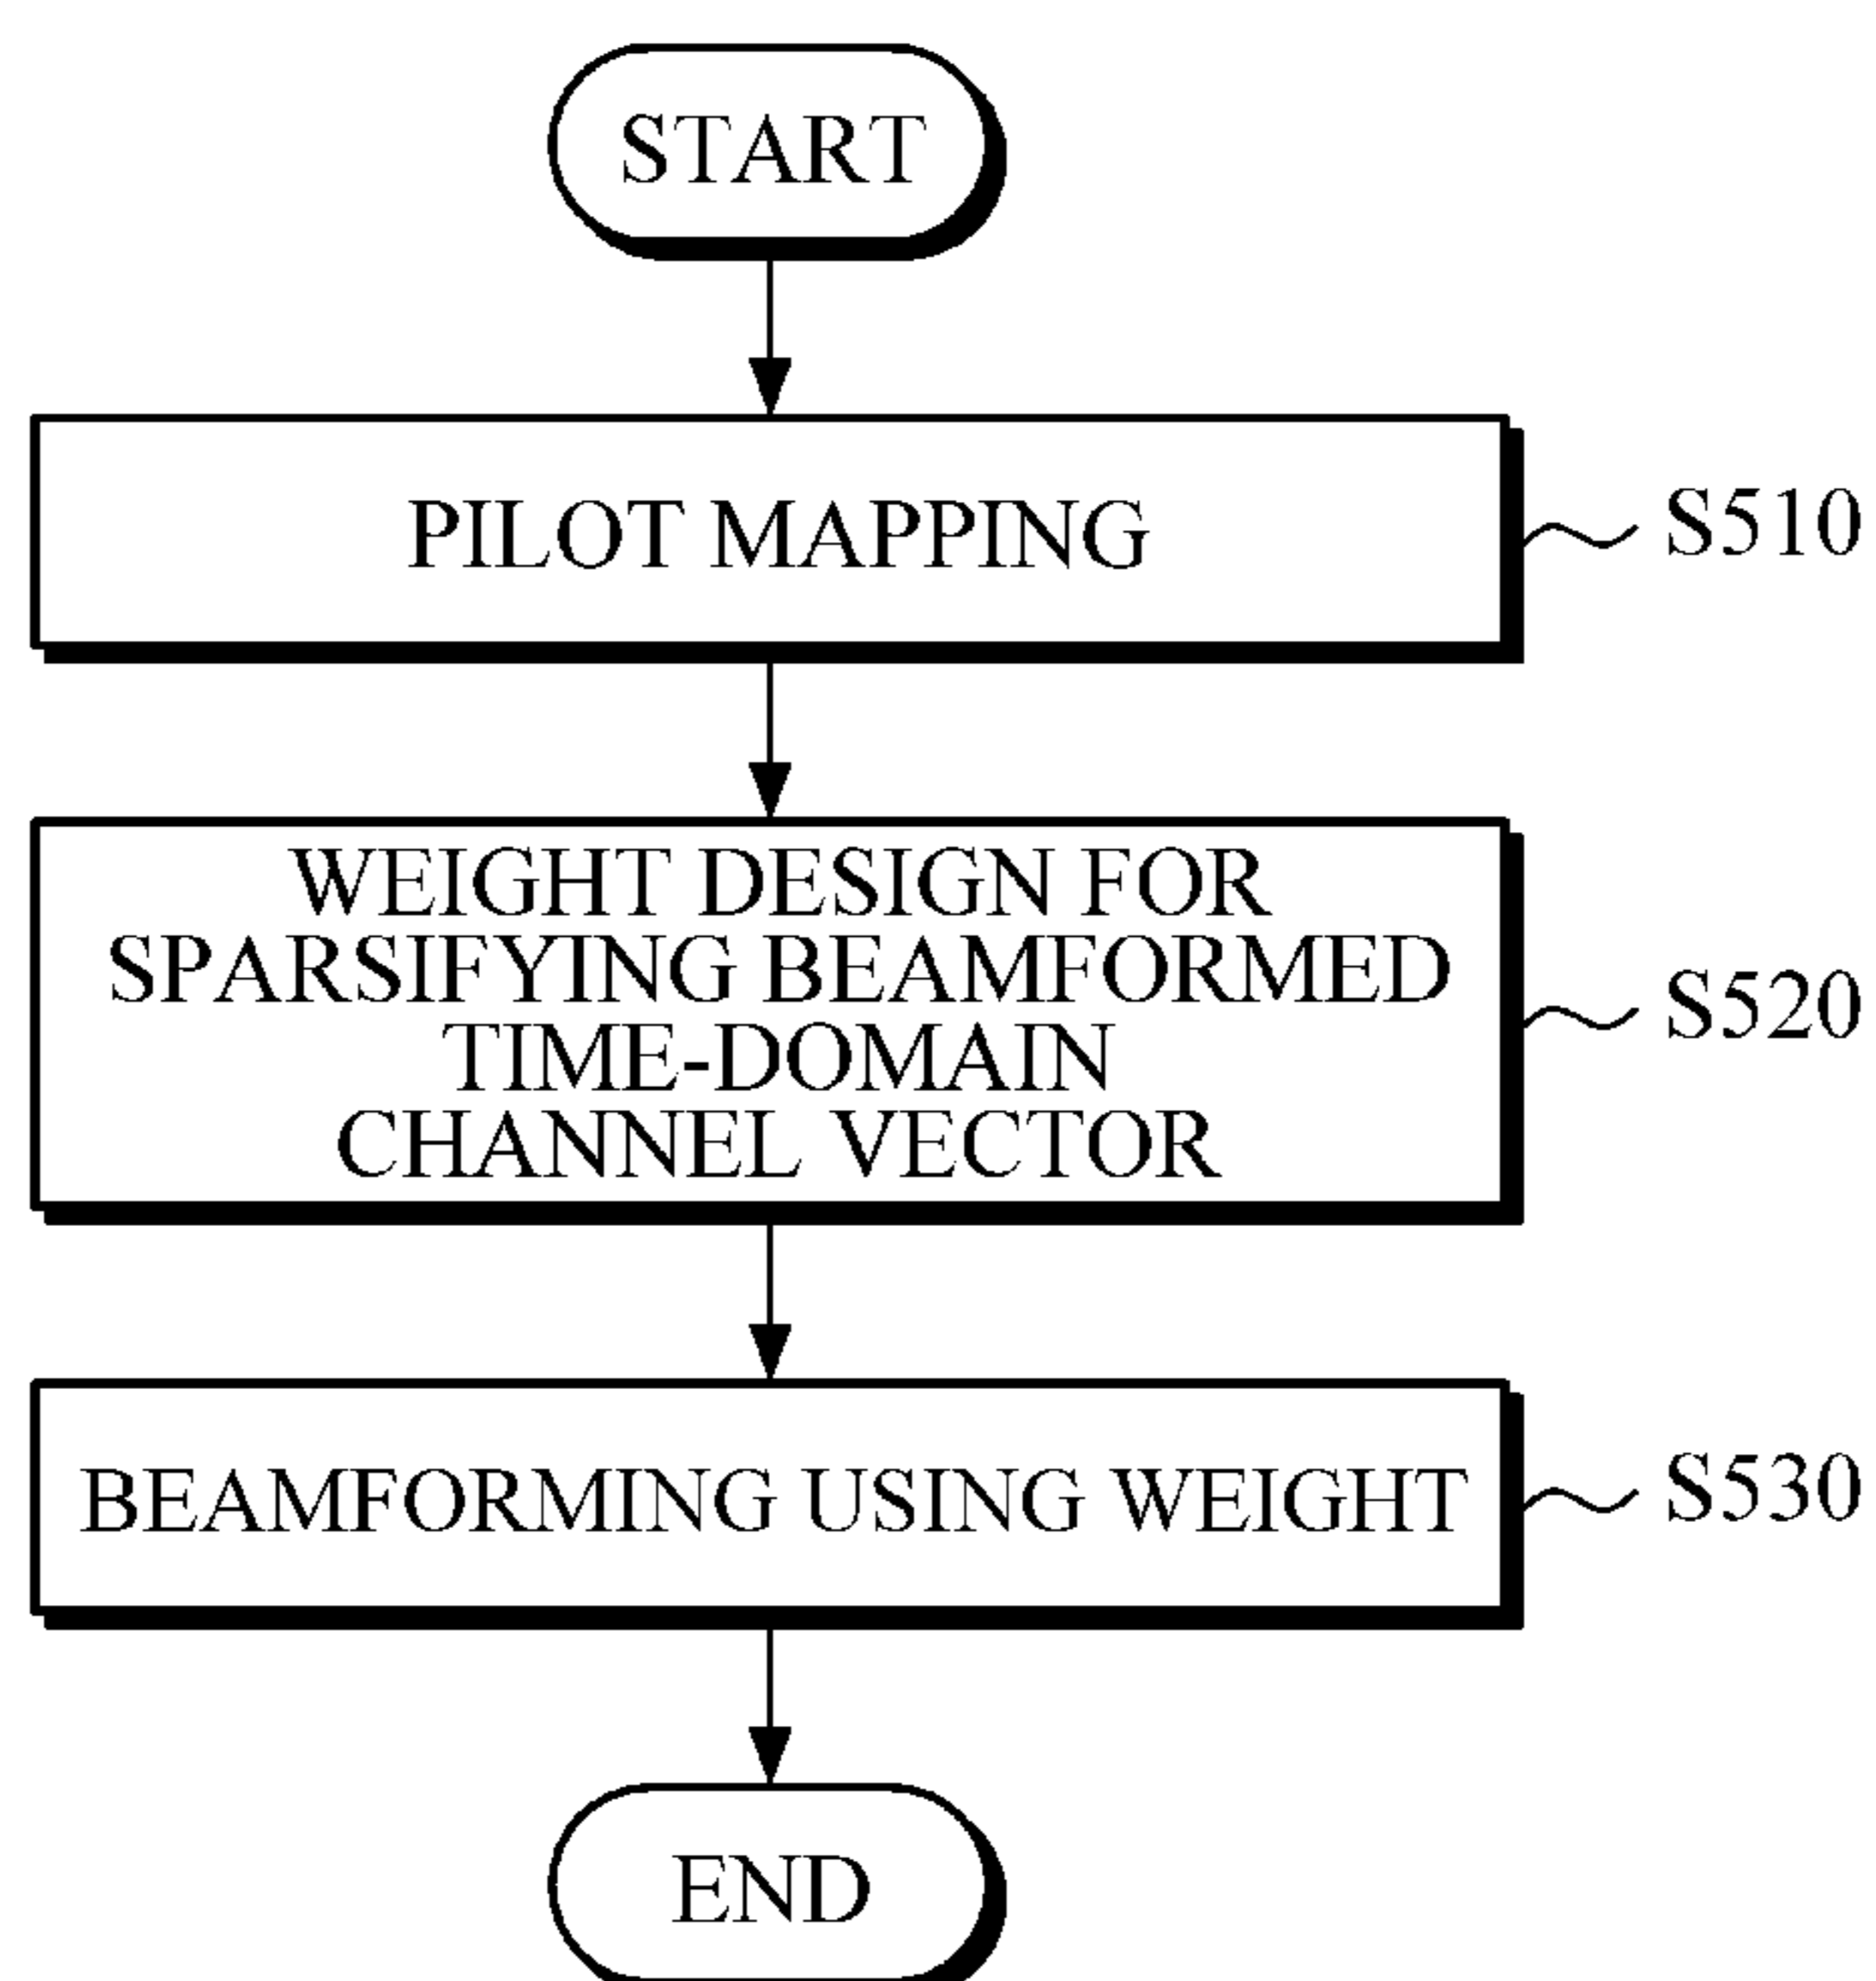 START
PILOT MAPPING
S510
WEIGHT DESIGN FOR
SPARSIFYING BEAMFORMED
TIME-DOMAIN
CHANNEL VECTOR
S520
BEAMFORMING USING WEIGHT
S530
END